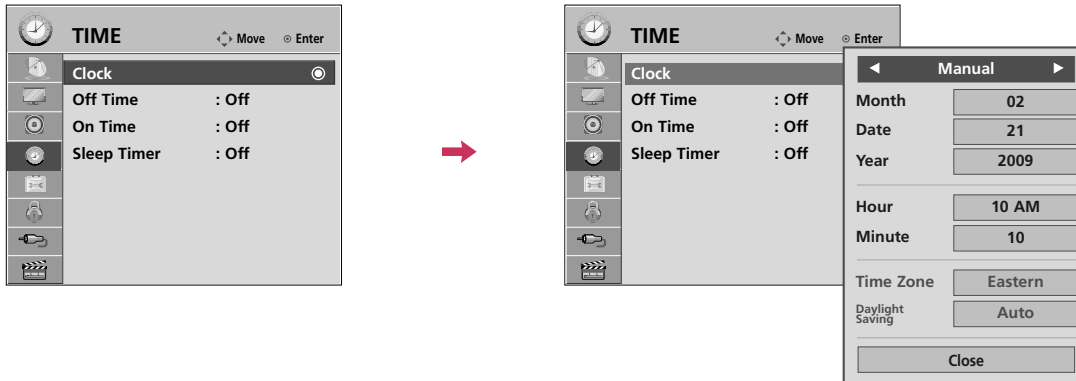 TIME Move Enter
Clock
Off Time : Off
On Time : Off
Sleep Timer : Off
TIME Move Enter
Clock
Off Time : Off
On Time : Off
Sleep Timer : Off
Manual
Month 02
Date 21
Year 2009
Hour 10 AM
Minute 10
Time Zone Eastern
Daylight
Saving Auto
Close